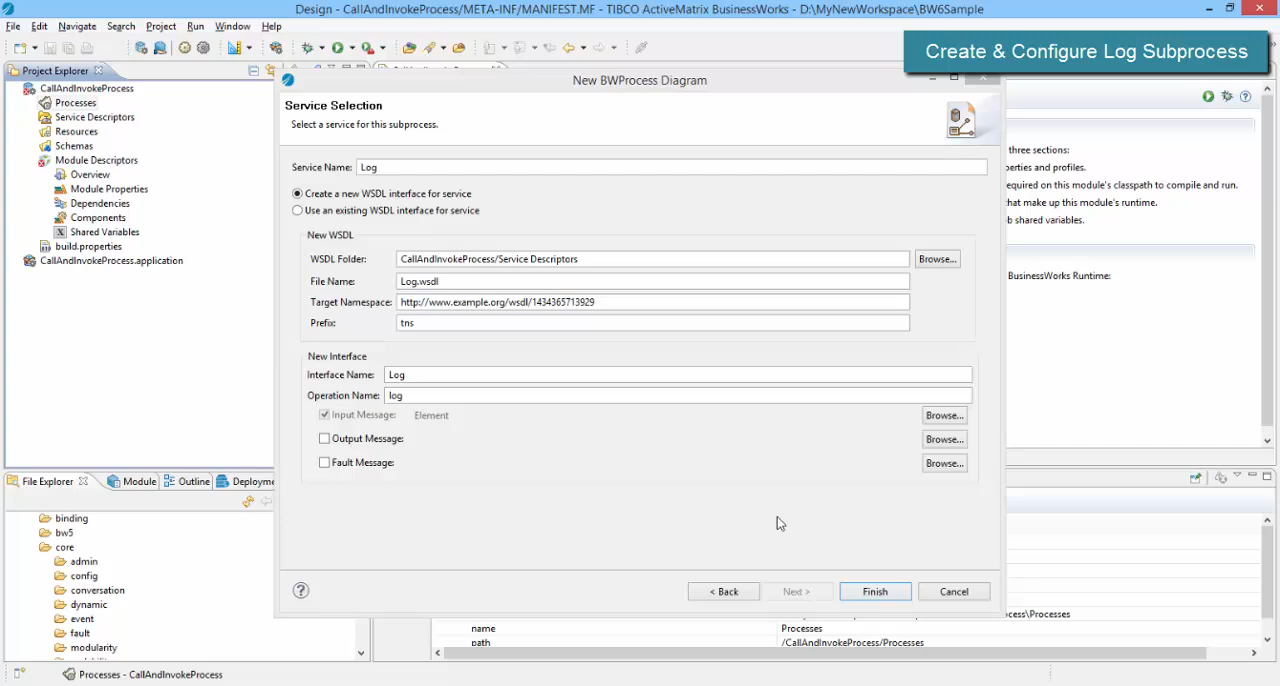 Design - CallAndInvokeProcess/META-INF/MANIFEST.MF - TIBCO ActiveMatrix BusinessWorks - D:\MyNewWorkspace\BW6Sample
File Edit Navigate Search Project Run Window Help
Create & Configure Log Subprocess
Project Explorer
CallAndInvokeProcess
Processes
Service Descriptors
Resources
Schemas
Module Descriptors
Overview
Module Properties
Dependencies
Components
Shared Variables
build.properties
CallAndInvokeProcess.application
New BWProcess Diagram
Service Selection
Select a service for this subprocess.
Service Name: Log
Create a new WSDL interface for service
Use an existing WSDL interface for service
New WSDL
WSDL Folder: CallAndInvokeProcess/Service Descriptors Browse...
File Name: Log.wsdl
Target Namespace: http://www.example.org/wsdl/1434365713929
Prefix: tns
New Interface
Interface Name: Log
Operation Name: log
Input Message: Element Browse...
Output Message: Browse...
Fault Message: Browse...
< Back Next > Finish Cancel
three sections:
perties and profiles.
equired on this module's classpath to compile and run.
that make up this module's runtime.
b shared variables.
BusinessWorks Runtime:
File Explorer Module Outline Deployme
binding
bw5
core
admin
config
conversation
dynamic
event
fault
modularity
ocess\Processes
name Processes
path /CallAndInvokeProcess/Processes
Processes - CallAndInvokeProcess